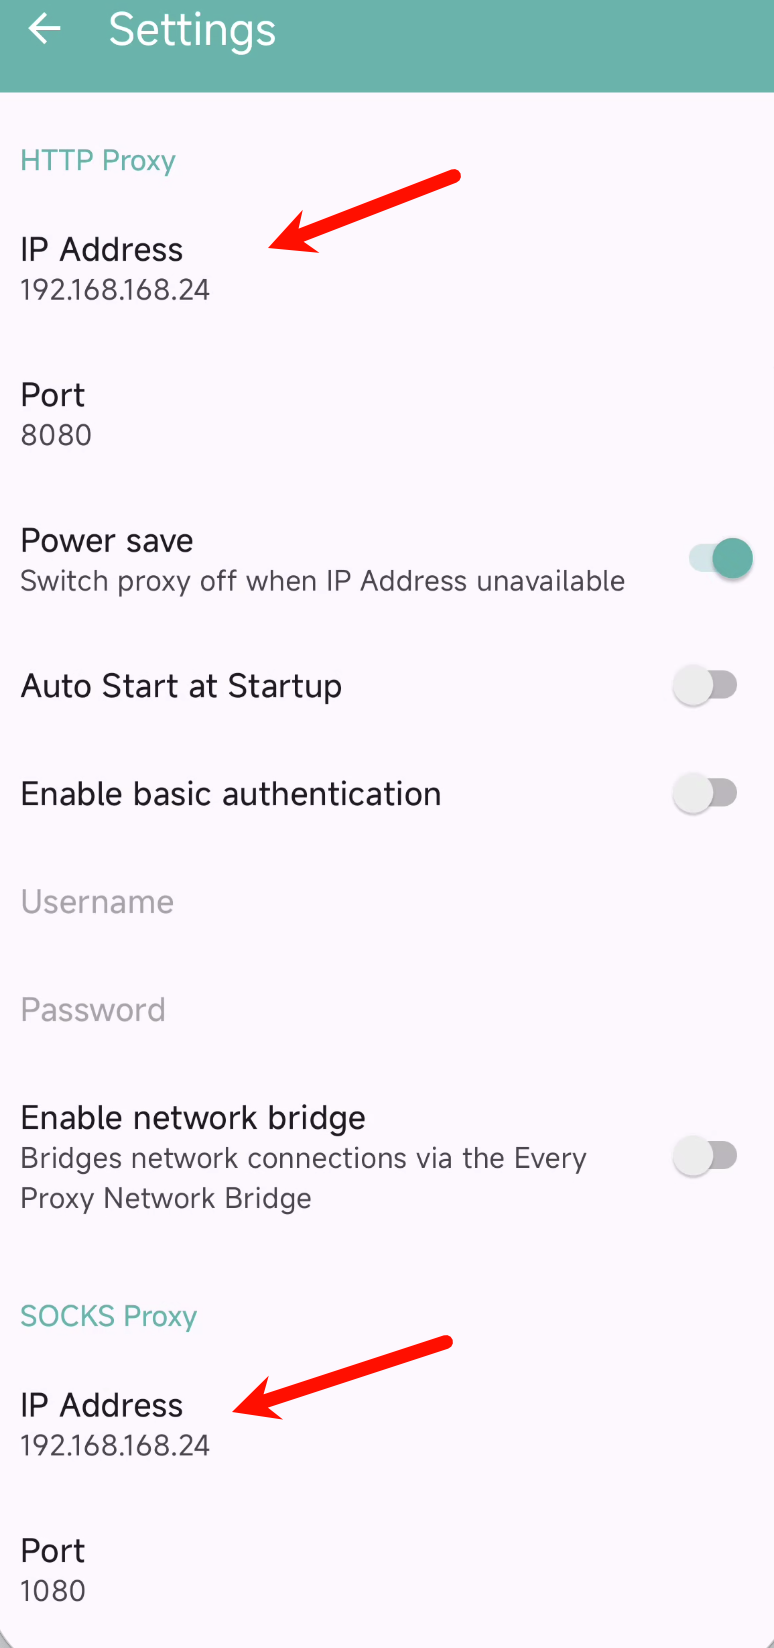 Settings
HTTP Proxy
IP Address
192.168.168.24
Port
8080
Power save
Switch proxy off when IP Address unavailable
Auto Start at Startup
Enable basic authentication
Username
Password
Enable network bridge
Bridges network connections via the Every
Proxy Network Bridge
SOCKS Proxy
IP Address
192.168.168.24
Port
1080